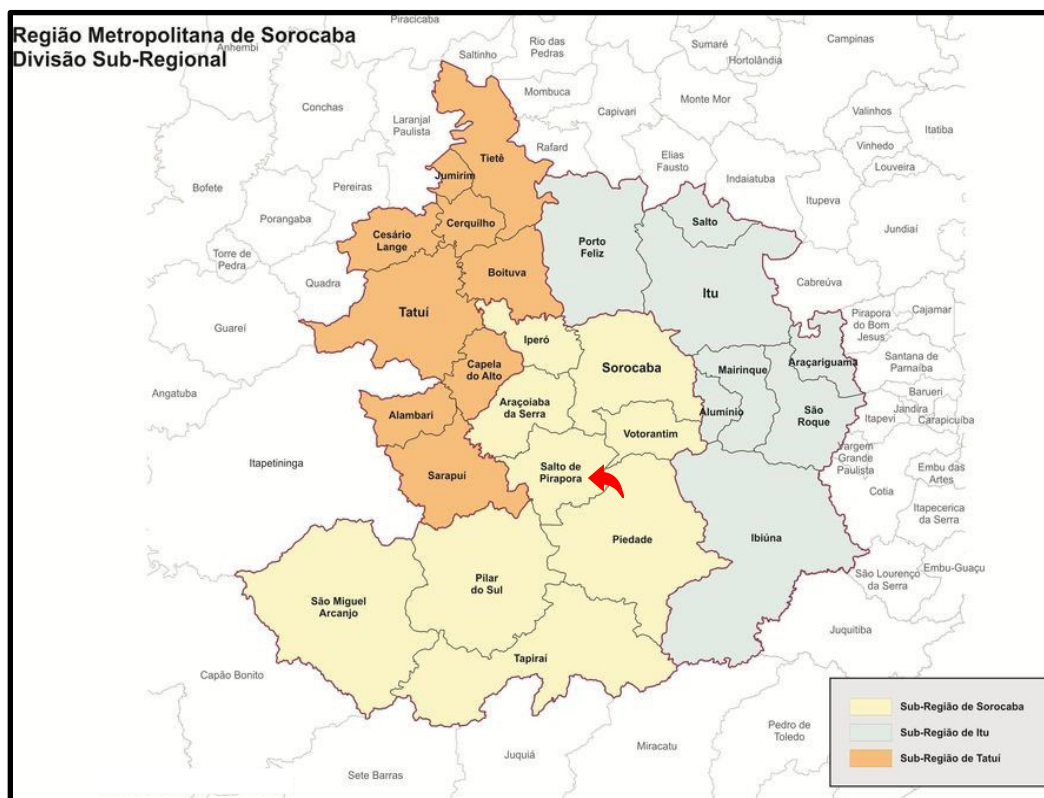 Região Metropolitana de Sorocaba
Divisão Sub-Regional
Piracicaba
Anhembi
Saltinho
Rio das
Pedras
Sumaré
Hortolândia
Campinas
Conchas
Mombuca
Laranjal
Paulista
Capivari
Monte Mor
Valinhos
Itatiba
Tietê
Rafard
Elias
Fausto
Vinhedo
Louveira
Bofete
Pereiras
Jumirim
Indaiatuba
Itupeva
Porangaba
Cerquilho
Cesário
Lange
Porto
Feliz
Salto
Jundiaí
Torre de
Pedra
Quadra
Boituva
Itu
Cabreúva
Guareí
Tatuí
Pirapora
do Bom
Jesus
Cajamar
Iperó
Sorocaba
Mairinque
Araçariguama
Santana de
Parnaíba
Capela
do Alto
Angatuba
Araçoiaba
da Serra
Barueri
Alambari
Alumínio
São
Roque
Itapevi
Jandira
Carapicuíba
Votorantim
Vargem
Grande
Paulista
Itapetininga
Sarapuí
Salto de
Pirapora
Embu das
Artes
Cotia
Itapecerica
da Serra
Piedade
Ibiúna
São Lourenço
da Serra
Embu-Guaçu
Pilar
do Sul
São Miguel
Arcanjo
Juquitiba
Tapiraí
Capão Bonito
Pedro de
Toledo
Miracatu
Juquiá
Sete Barras
Sub-Região de Sorocaba
Sub-Região de Itu
Sub-Região de Tatuí